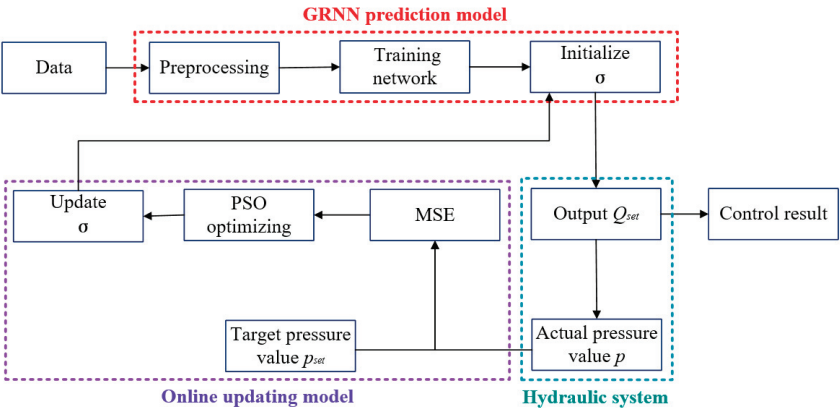 GRNN prediction model
Data
Preprocessing
Training
network
Initialize
σ
Update
σ
PSO
optimizing
MSE
Output Qset
Control result
Target pressure
value pset
Actual pressure
value p
Online updating model
Hydraulic system